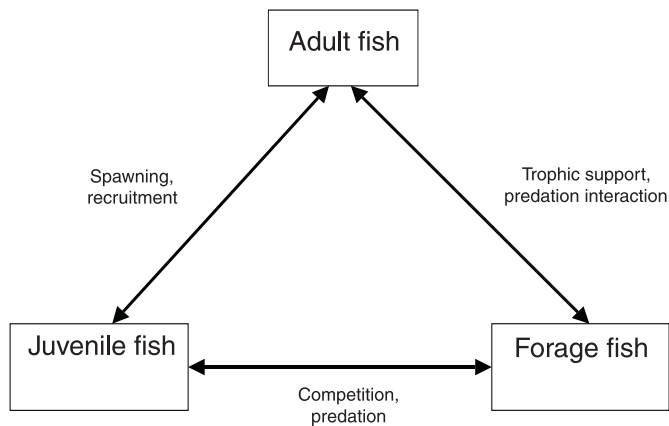 Adult fish
Spawning,
recruitment
Trophic support,
predation interaction
Juvenile fish
Forage fish
Competition,
predation